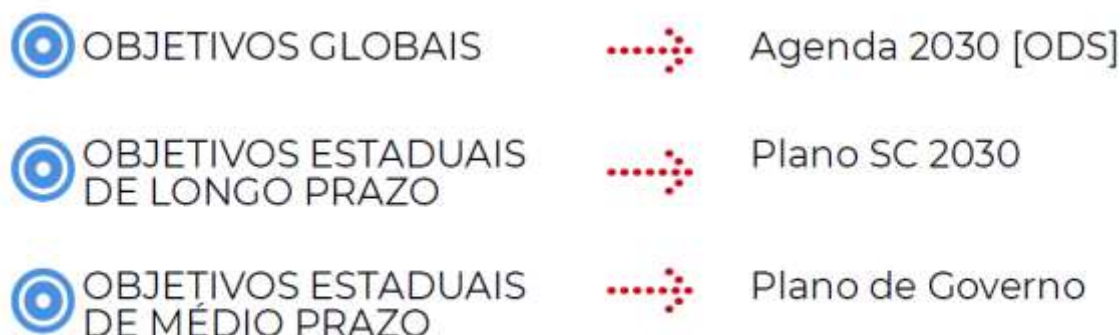 OBJETIVOS GLOBAIS
Agenda 2030 [ODS]
OBJETIVOS ESTADUAIS
DE LONGO PRAZO
Plano SC 2030
OBJETIVOS ESTADUAIS
DE MÉDIO PRAZO
Plano de Governo